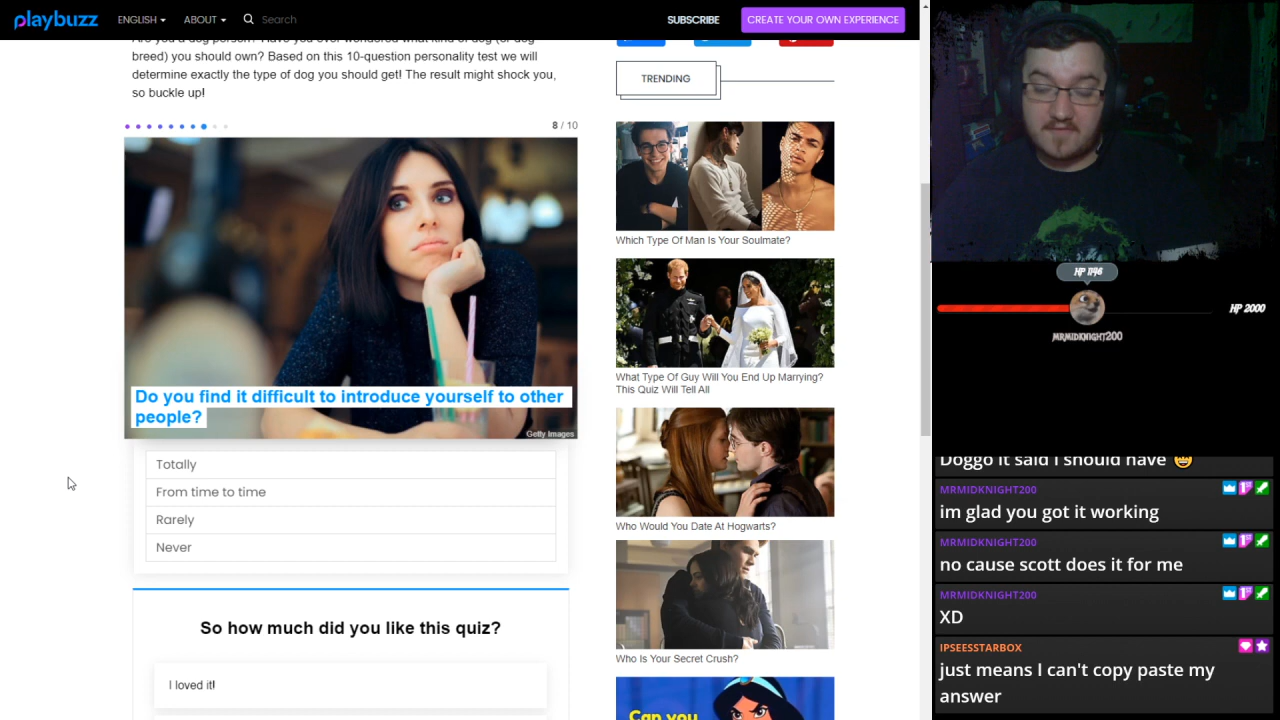 playbuzz
ENGLISH
ABOUT
Search
SUBSCRIBE
CREATE YOUR OWN EXPERIENCE
breed) you should own? Based on this 10-question personality test we will
determine exactly the type of dog you should get! The result might shock you,
so buckle up!
8 / 10
Do you find it difficult to introduce yourself to other
people?
Getty Images
Totally
From time to time
Rarely
Never
So how much did you like this quiz?
I loved it!
TRENDING
Which Type Of Man Is Your Soulmate?
What Type Of Guy Will You End Up Marrying?
This Quiz Will Tell All
Who Would You Date At Hogwarts?
Who Is Your Secret Crush?
Can you
HP 1146
HP 2000
MRMIDKNIGHT200
Doggo it said I should have
MRMIDKNIGHT200
im glad you got it working
MRMIDKNIGHT200
no cause scott does it for me
MRMIDKNIGHT200
XD
IPSEESSTARBOX
just means I can't copy paste my
answer